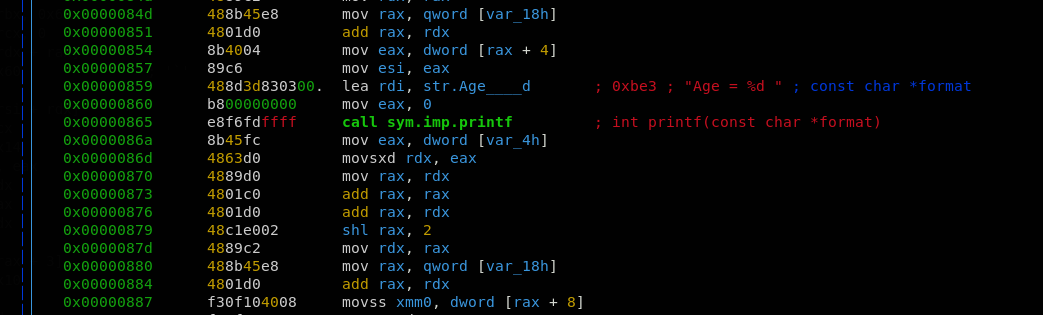 0x0000084d 488b45e8 mov rax, qword [var_18h]
0x00000851 4801d0 add rax, rdx
0x00000854 8b4004 mov eax, dword [rax + 4]
0x00000857 89c6 mov esi, eax
0x00000859 488d3d830300. lea rdi, str.Age____d ; 0xbe3 ; "Age = %d " ; const char *format
0x00000860 b800000000 mov eax, 0
0x00000865 e8f6fdffff call sym.imp.printf ; int printf(const char *format)
0x0000086a 8b45fc mov eax, dword [var_4h]
0x0000086d 4863d0 movsxd rdx, eax
0x00000870 4889d0 mov rax, rdx
0x00000873 4801c0 add rax, rax
0x00000876 4801d0 add rax, rdx
0x00000879 48c1e002 shl rax, 2
0x0000087d 4889c2 mov rdx, rax
0x00000880 488b45e8 mov rax, qword [var_18h]
0x00000884 4801d0 add rax, rdx
0x00000887 f30f104008 movss xmm0, dword [rax + 8]